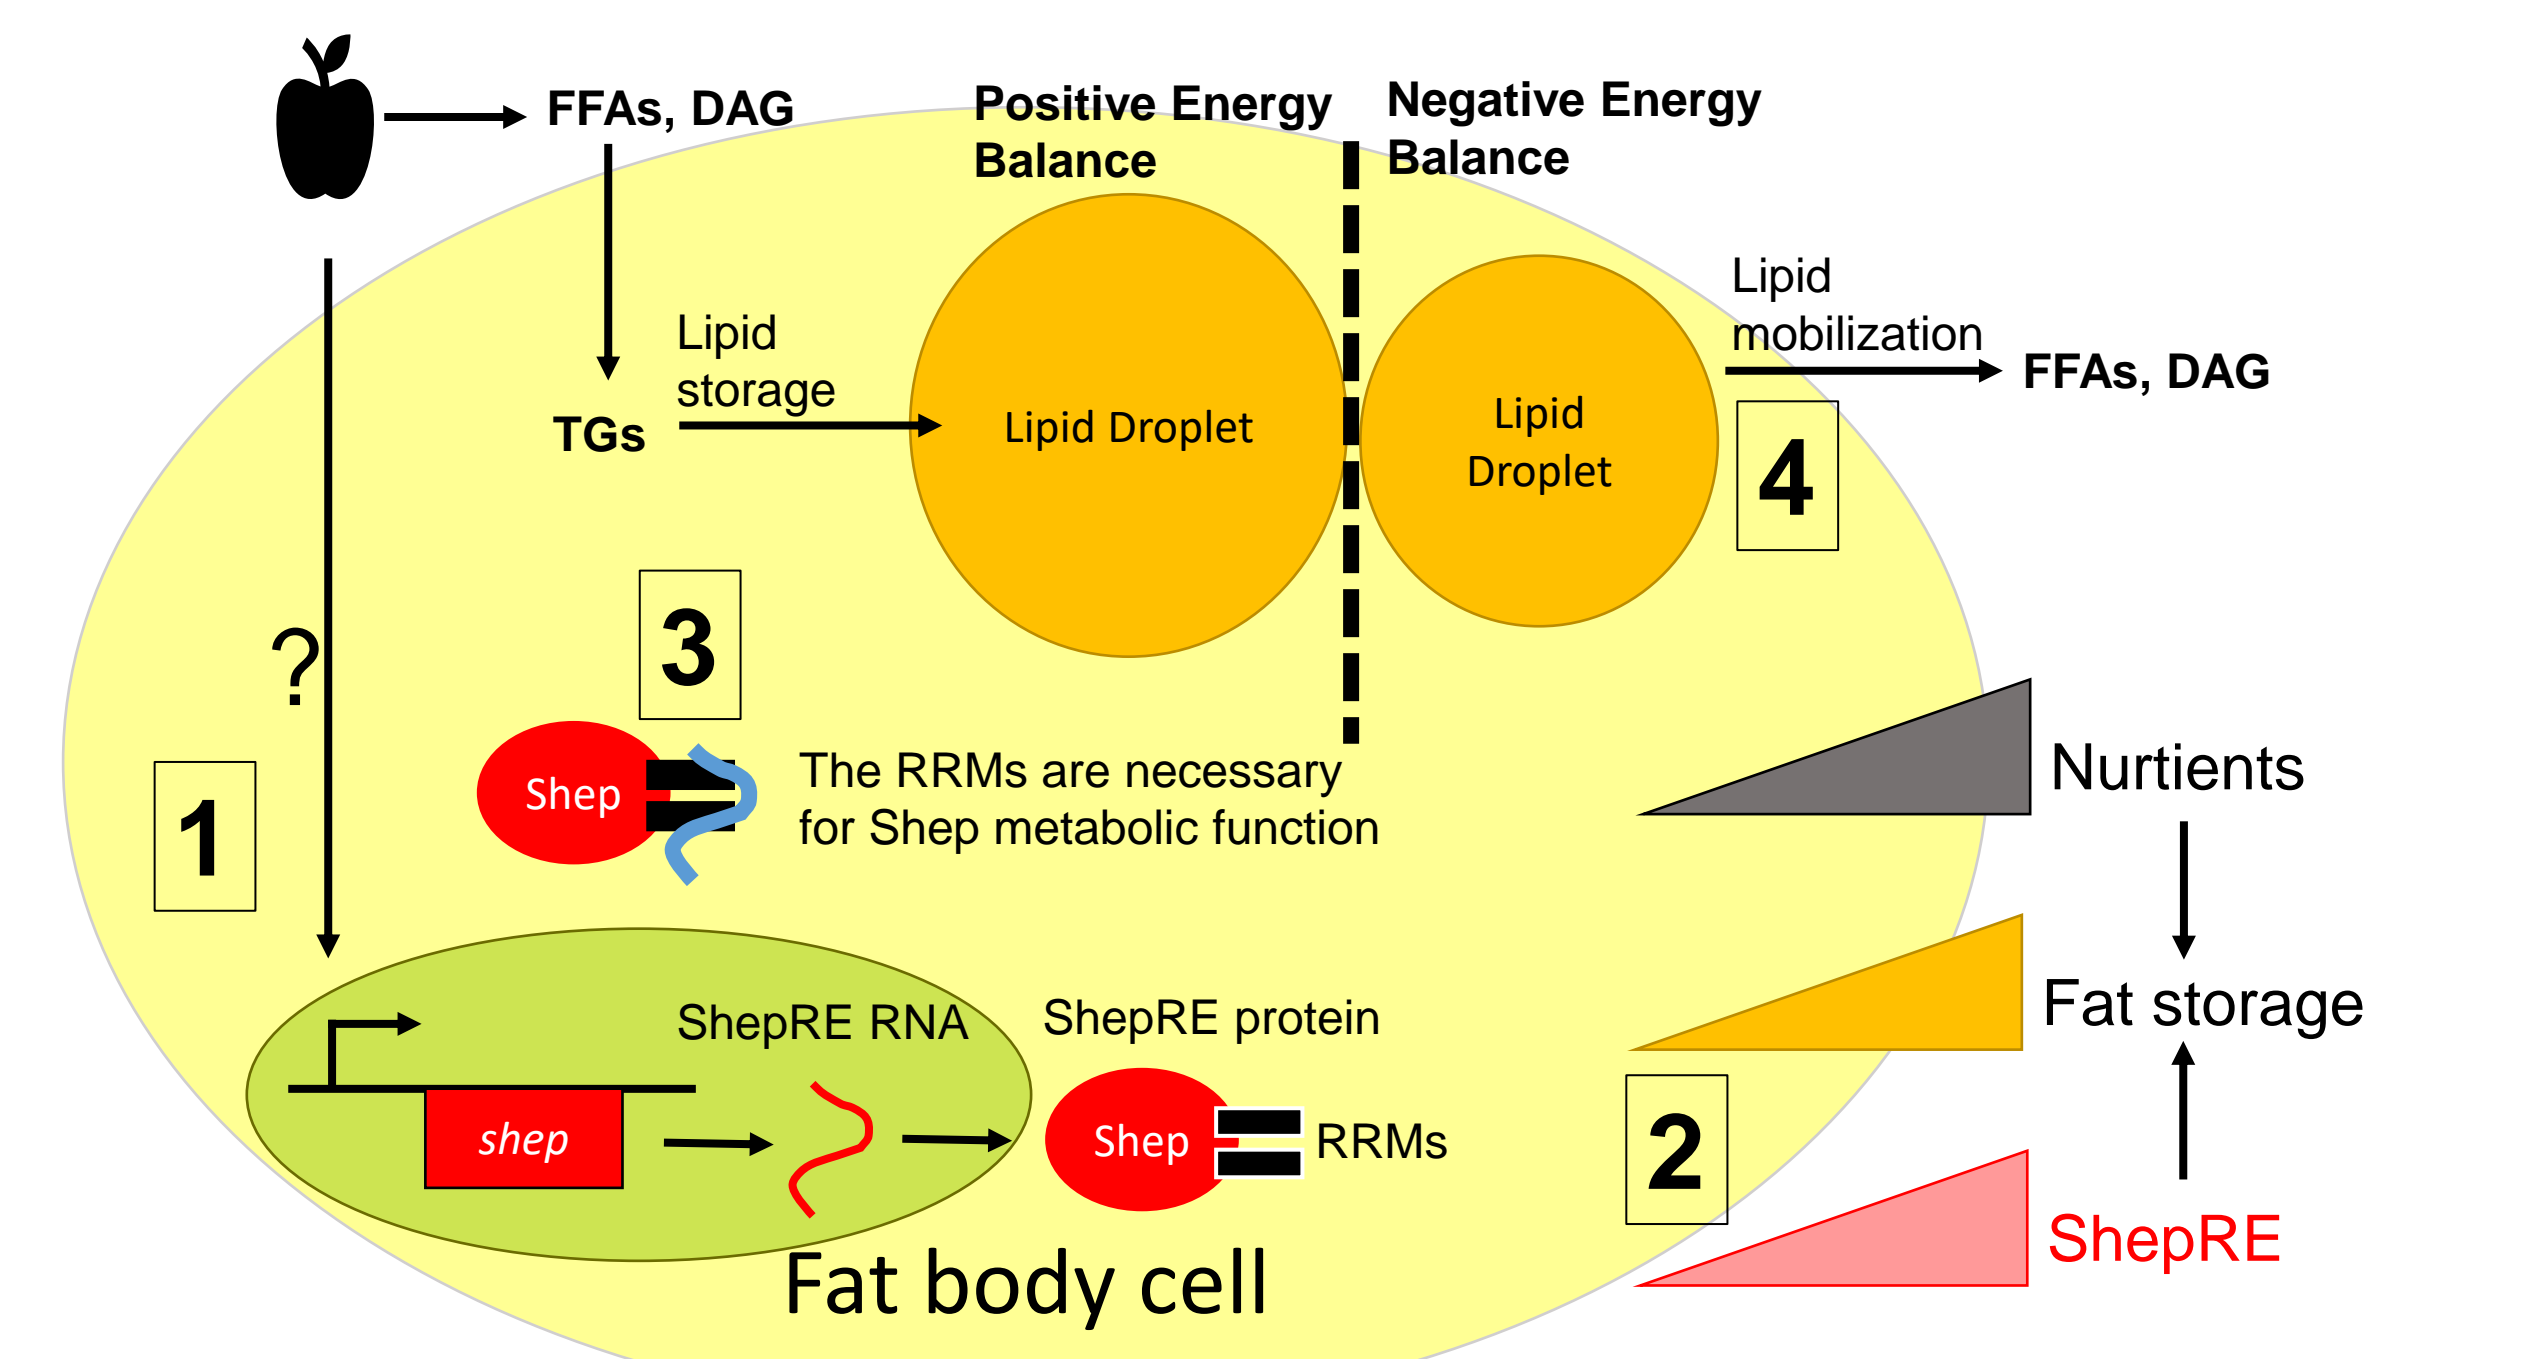 FFAs, DAG
Positive Energy
Balance
Negative Energy
Balance
Lipid
storage
TGs
Lipid Droplet
Lipid
Droplet
Lipid
mobilization
FFAs, DAG
4
?
3
1
Shep
The RRMs are necessary
for Shep metabolic function
Nurtients
Fat storage
ShepRE RNA
ShepRE protein
shep
Shep
RRMs
2
ShepRE
Fat body cell